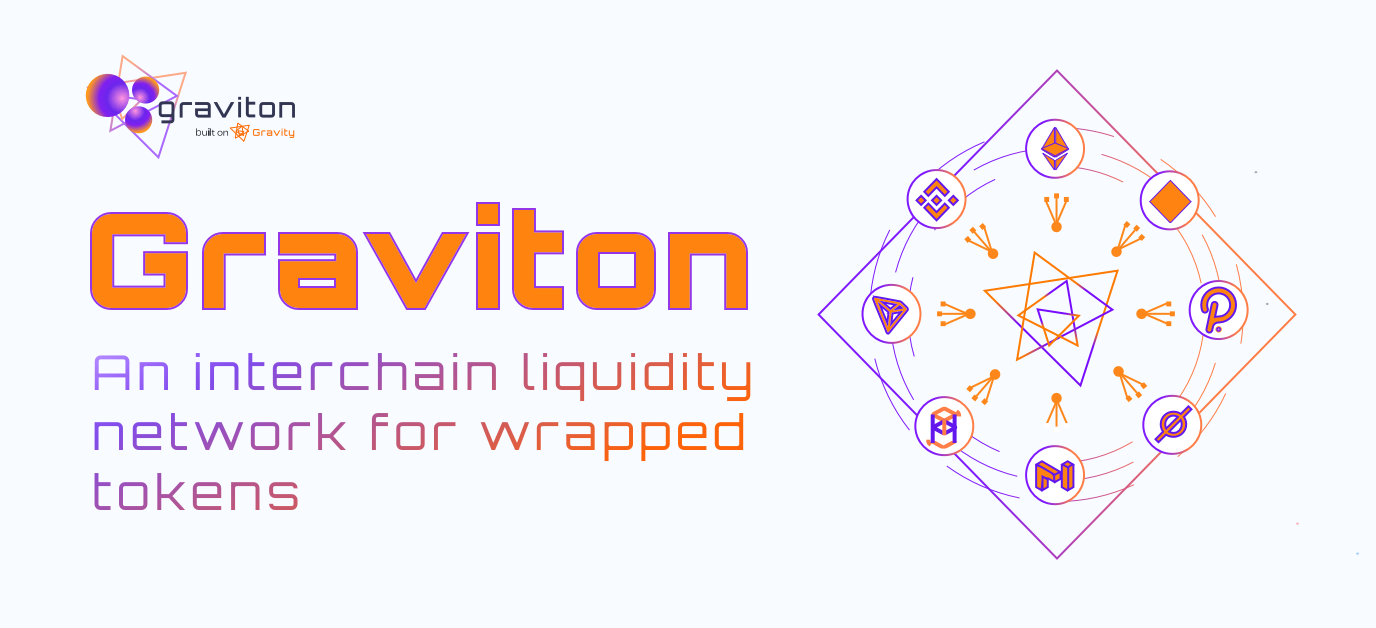 graviton
built on Gravity
Graviton
An interchain liquidity
network for wrapped
tokens